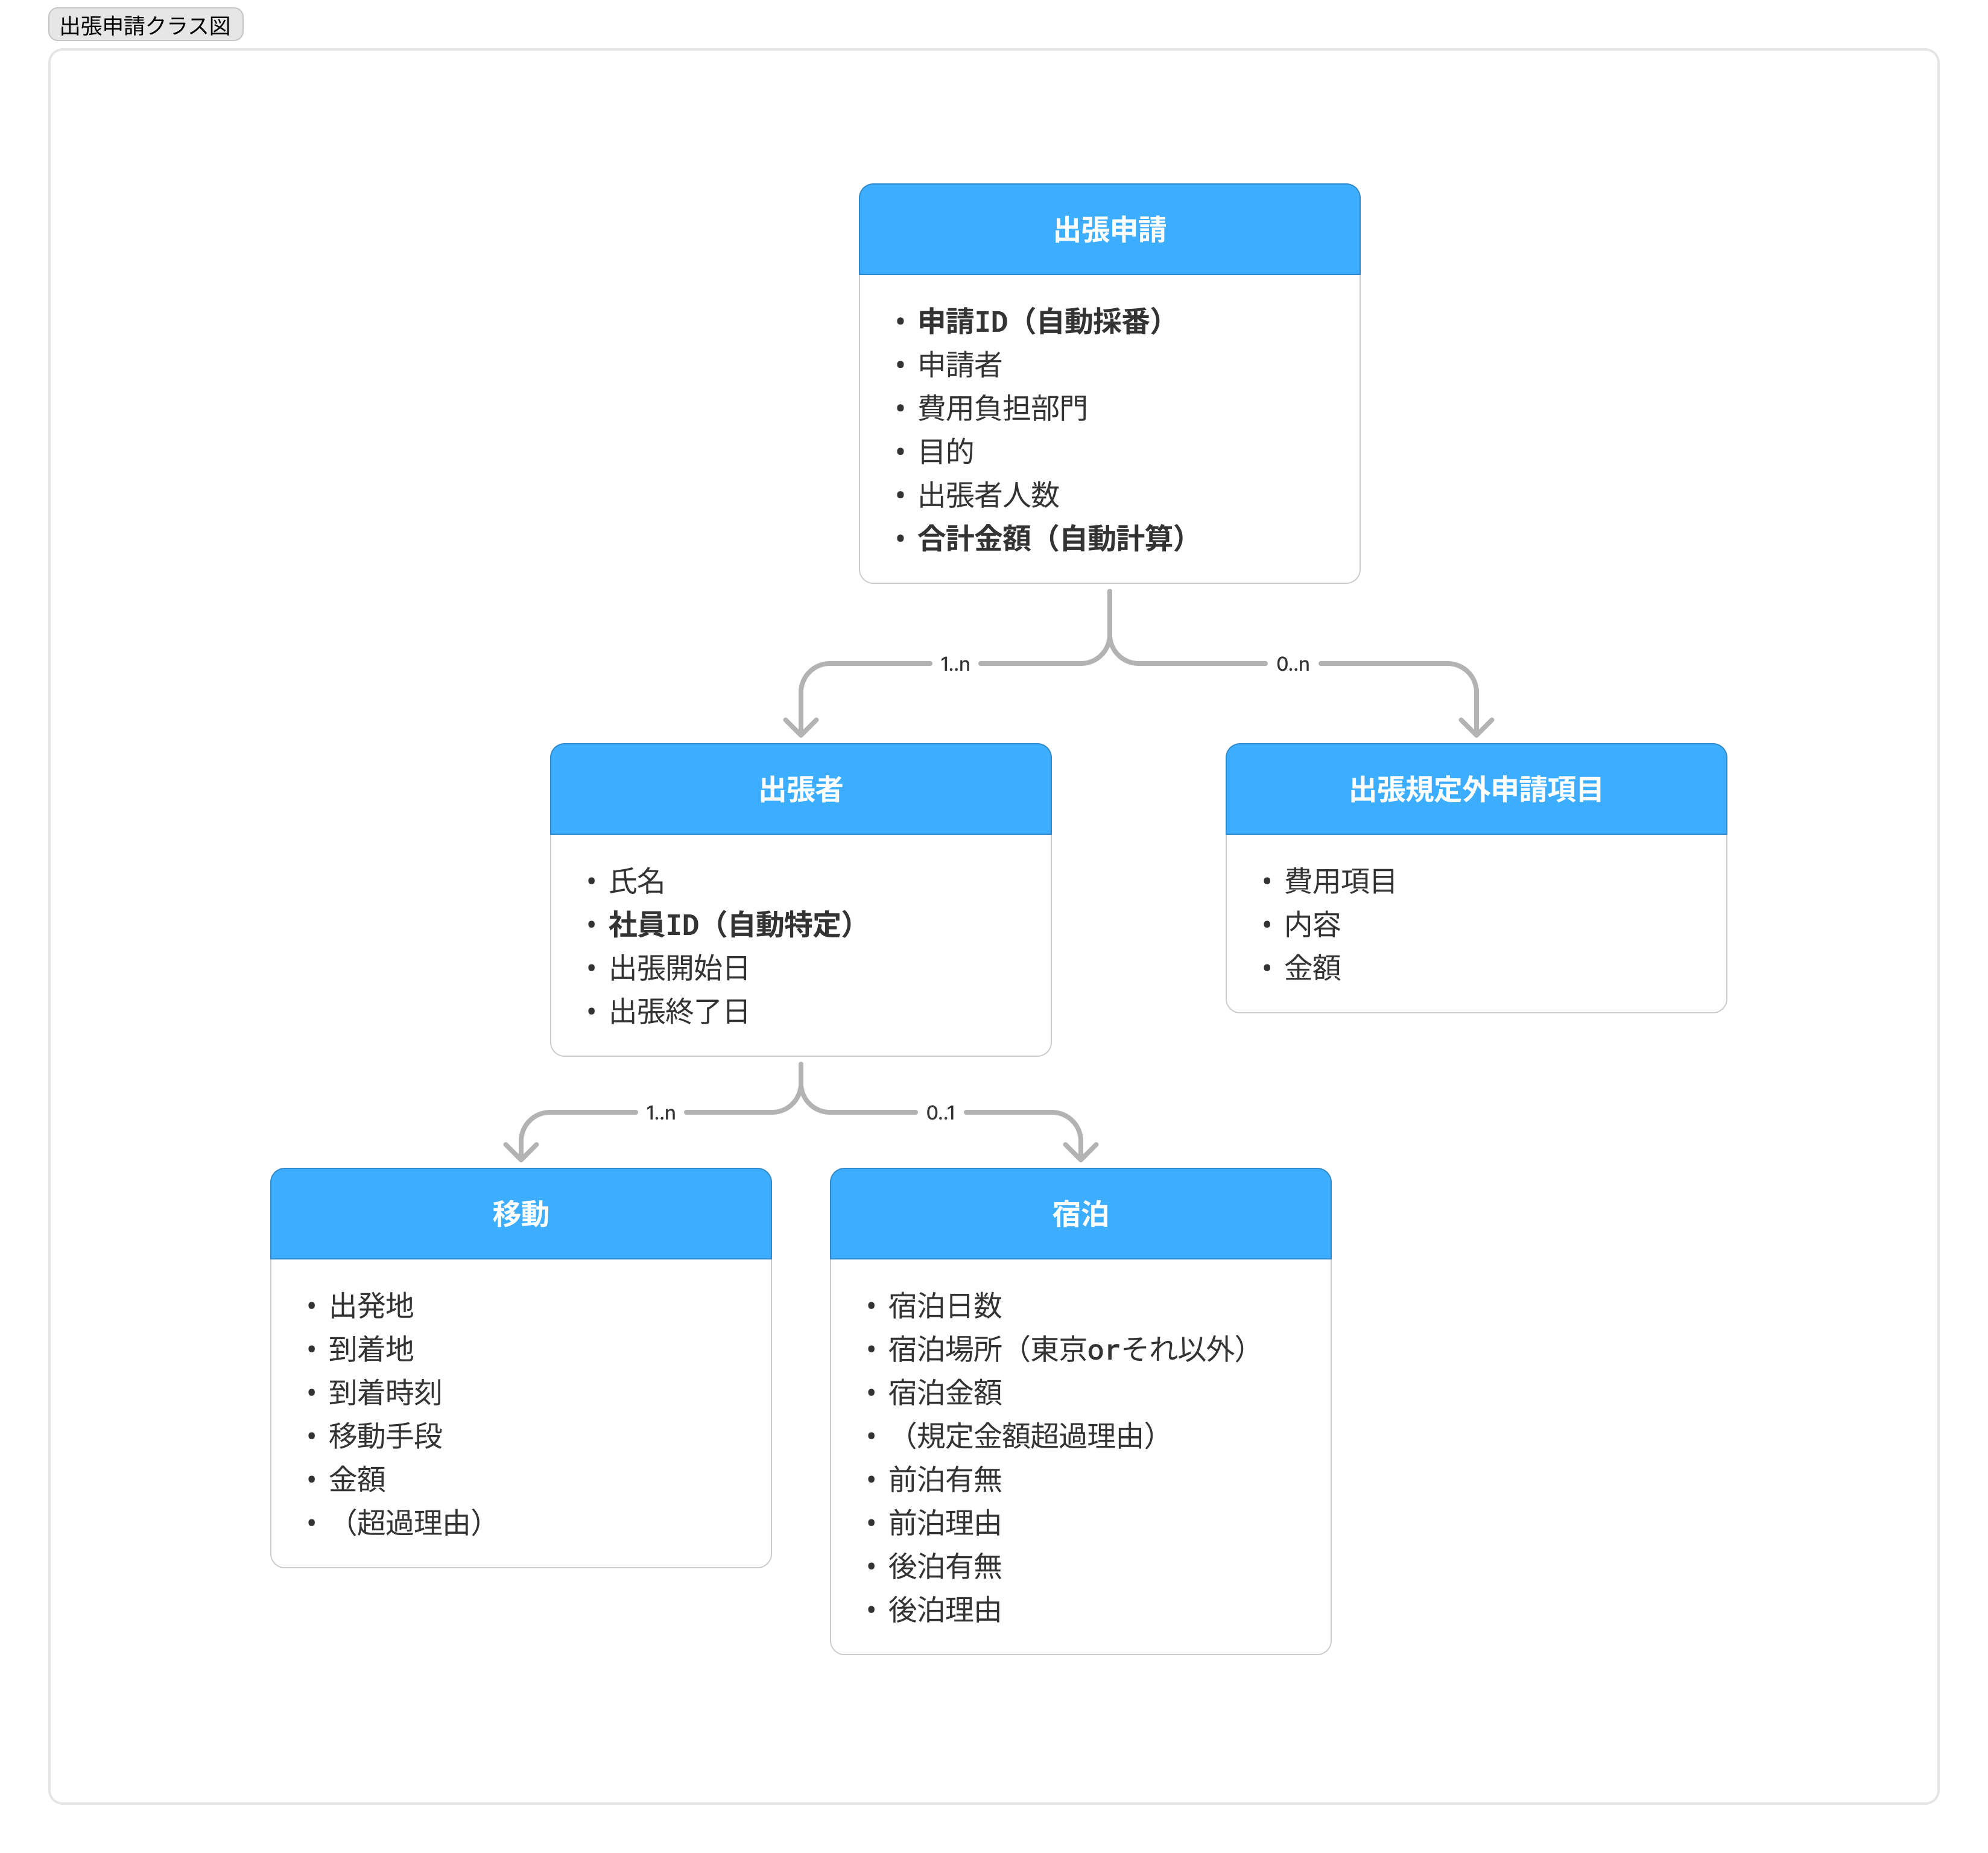 出張申請クラス図
出張申請
・申請ID（自動採番）
・申請者
・費用負担部門
・目的
・出張者人数
・合計金額（自動計算）
1..n
0..n
出張者
・氏名
・社員ID（自動特定）
・出張開始日
・出張終了日
出張規定外申請項目
・費用項目
・内容
・金額
1..n
0..1
移動
・出発地
・到着地
・到着時刻
・移動手段
・金額
・（超過理由）
宿泊
・宿泊日数
・宿泊場所（東京orそれ以外）
・宿泊金額
・（規定金額超過理由）
・前泊有無
・前泊理由
・後泊有無
・後泊理由